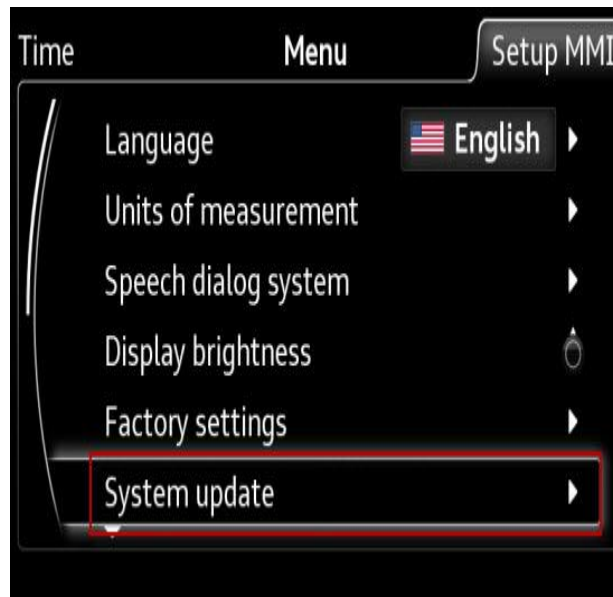 Time Menu Setup MMI
Language English
Units of measurement
Speech dialog system
Display brightness
Factory settings
System update